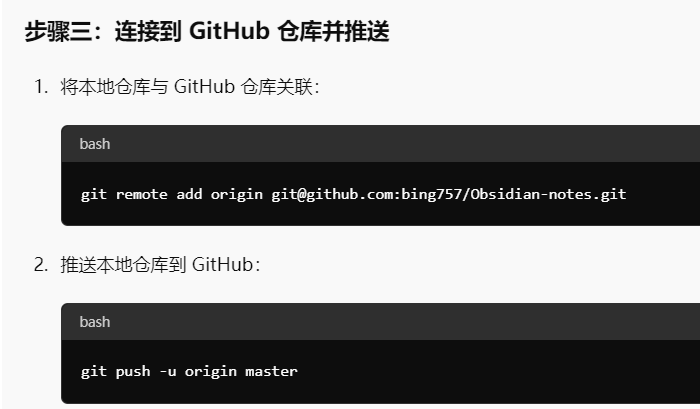 步骤三：连接到 GitHub 仓库并推送
1. 将本地仓库与 GitHub 仓库关联：
bash
git remote add origin git@github.com:bing757/Obsidian-notes.git
2. 推送本地仓库到 GitHub：
bash
git push -u origin master